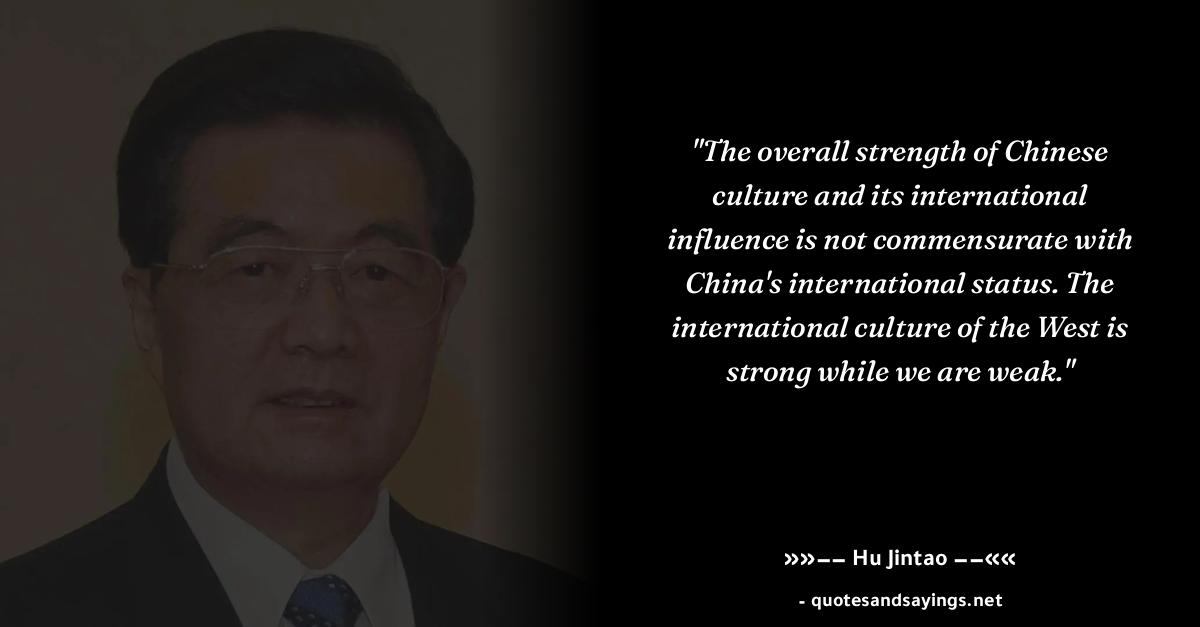 "The overall strength of Chinese
culture and its international
influence is not commensurate with
China's international status. The
international culture of the West is
strong while we are weak."
»»−− Hu Jintao −−««
- quotesandsayings.net